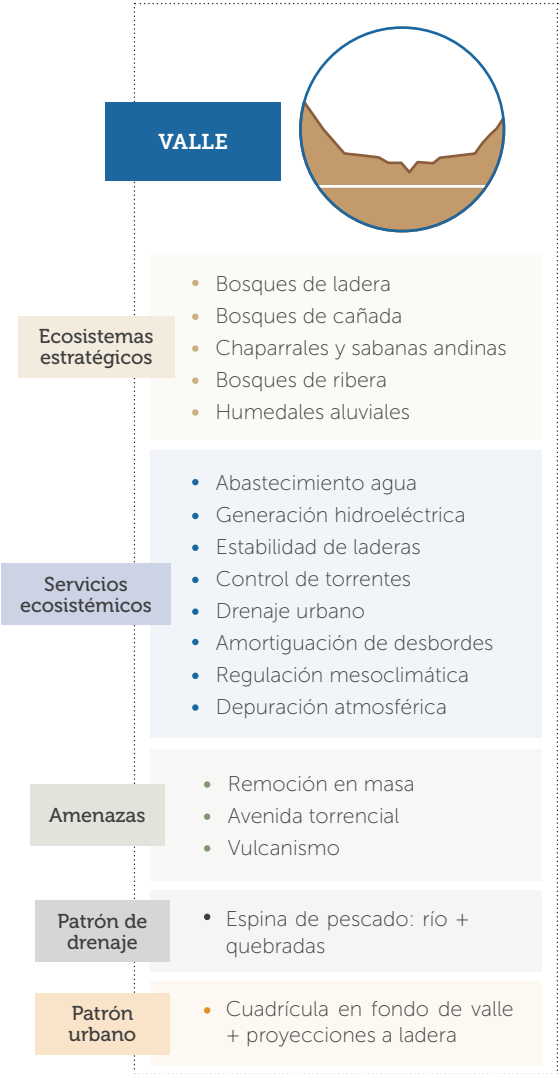 VALLE
Ecosistemas
estratégicos
• Bosques de ladera
• Bosques de cañada
• Chaparrales y sabanas andinas
• Bosques de ribera
• Humedales aluviales
Servicios
ecosistémicos
• Abastecimiento agua
• Generación hidroeléctrica
• Estabilidad de laderas
• Control de torrentes
• Drenaje urbano
• Amortiguación de desbordes
• Regulación mesoclimática
• Depuración atmosférica
Amenazas
• Remoción en masa
• Avenida torrencial
• Vulcanismo
Patrón de
drenaje
• Espina de pescado: río +
quebradas
Patrón
urbano
• Cuadrícula en fondo de valle
+ proyecciones a ladera